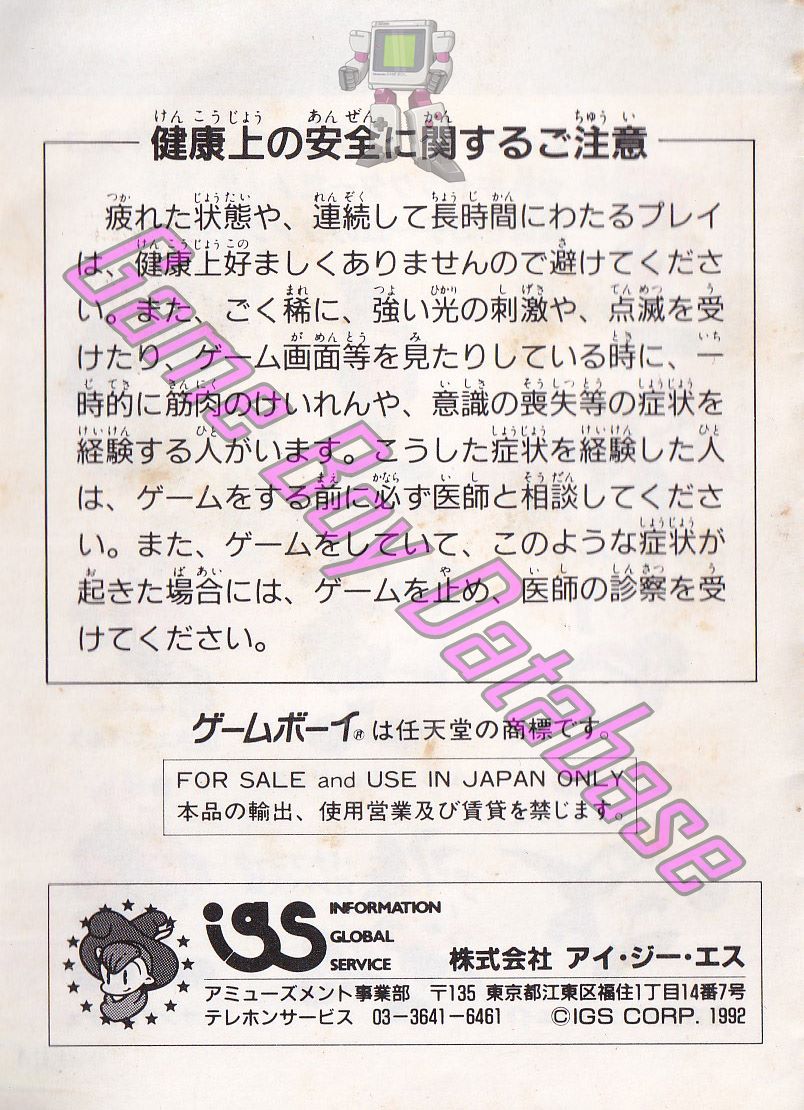 健康上の安全に関するご注意
疲れた状態や、連続して長時間にわたるプレイ
は、健康上好ましくありませんので避けてくださ
い。また、ごく稀に、強い光の刺激や、点滅を受
けたり、ゲーム画面等を見たりしている時に、一
時的に筋肉のけいれんや、意識の喪失等の症状を
経験する人がいます。こうした症状を経験した人
は、ゲームをする前に必ず医師と相談してくださ
い。また、ゲームをしていて、このような症状が
起きた場合には、ゲームを止め、医師の診察を受
けてください。
ゲームボーイ®は任天堂の商標です。
FOR SALE and USE IN JAPAN ONLY
本品の輸出、使用営業及び賃貸を禁じます。
igs INFORMATION
GLOBAL
SERVICE 株式会社 アイ・ジー・エス
アミューズメント事業部 〒135 東京都江東区福住1丁目14番7号
テレホンサービス 03-3641-6461 ©IGS CORP. 1992
Game Boy Database